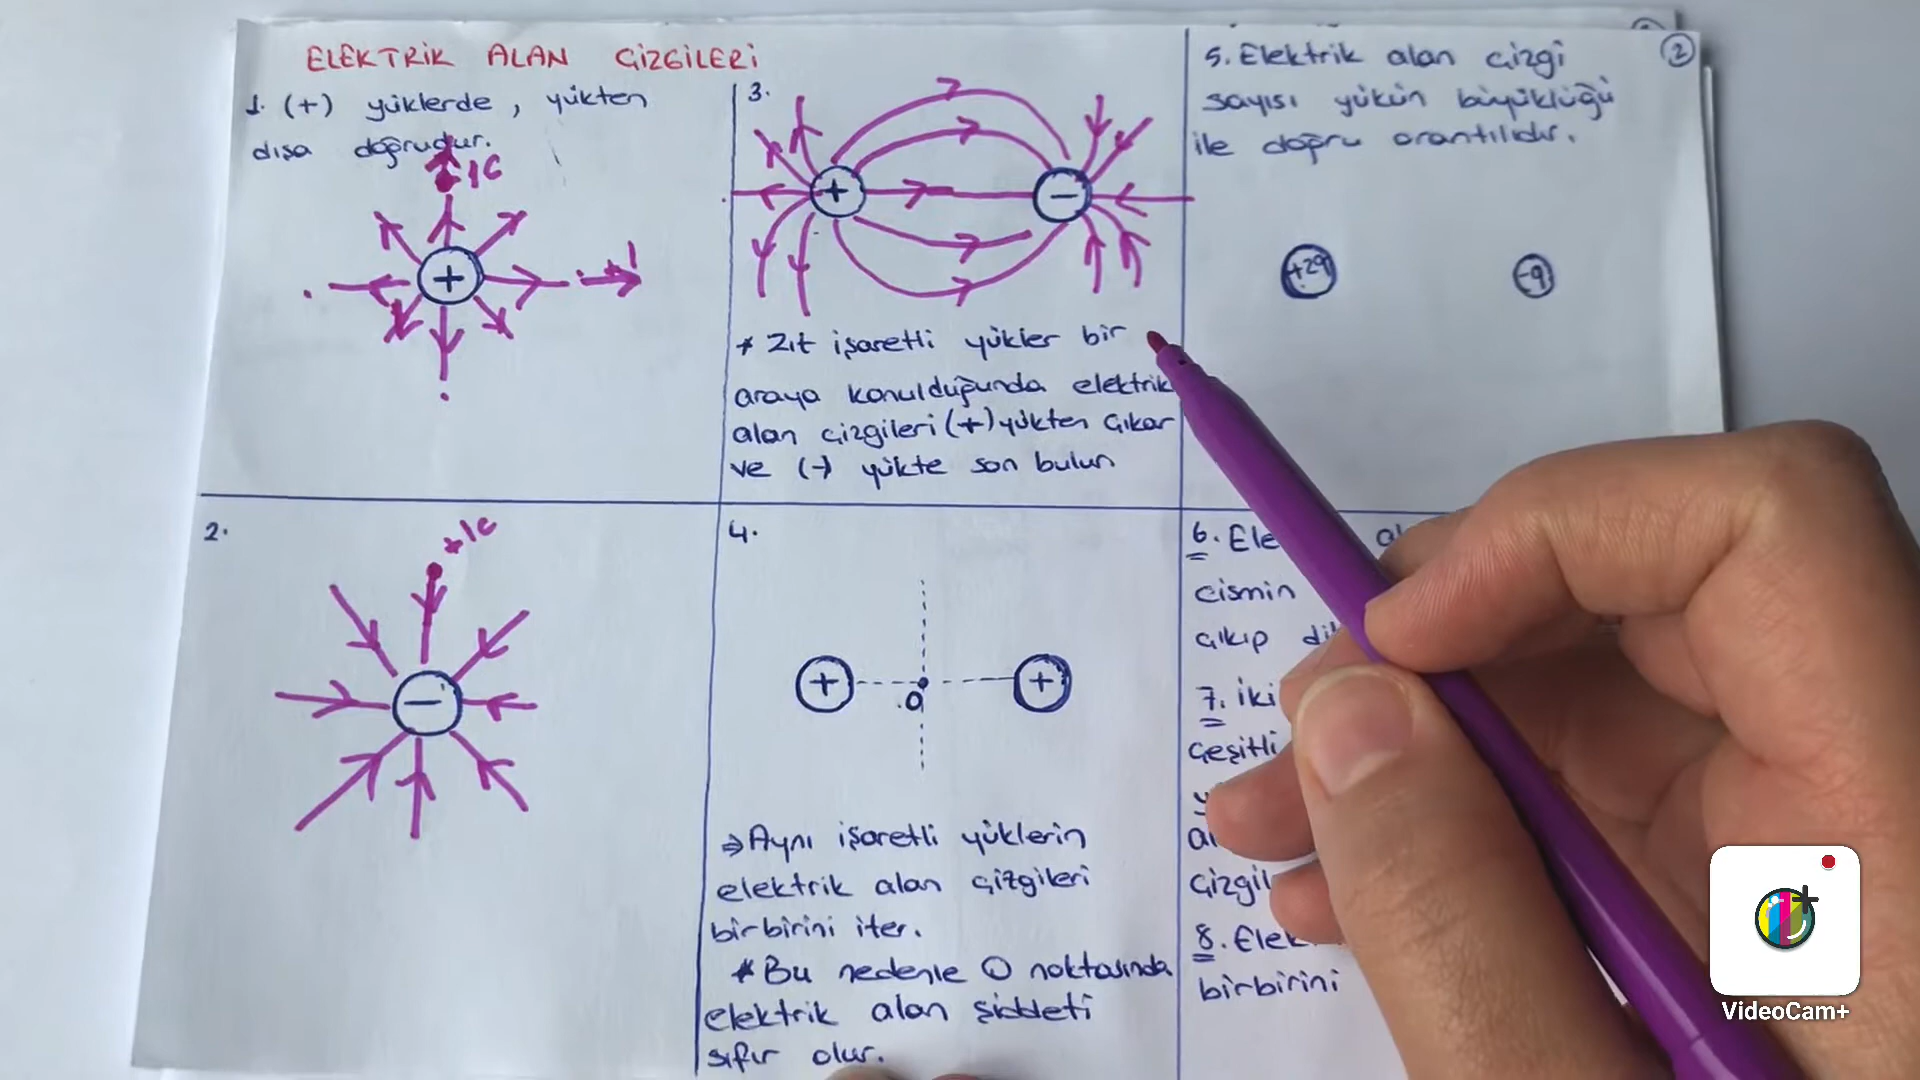 ELEKTRİK ALAN ÇİZGİLERİ
1. (+) yüklerde, yükten
dışa doğrudur.
1C
+
+1
2.
+1C
−
3.
+
−
* Zıt işaretli yükler bir
araya konulduğunda elektrik
alan çizgileri (+) yükten çıkar
ve (-) yükte son bulur
4.
+
O
+
⇒ Aynı işaretli yüklerin
elektrik alan çizgileri
birbirini iter.
* Bu nedenle O noktasında
elektrik alan şiddeti
sıfır olur.
2
5. Elektrik alan çizgi
sayısı yükün büyüklüğü
ile doğru orantılıdır.
+2q
-q
6.
cismin
çıkıp
7. iki
çeşitli
8.
birbirini
VideoCam+